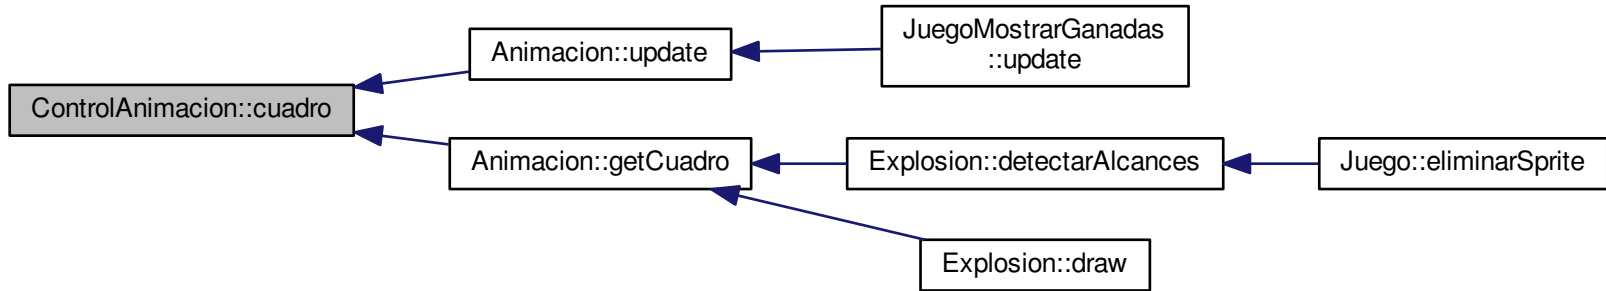 JuegoMostrarGanadas
::update
Animacion::update
ControlAnimacion::cuadro
Animacion::getCuadro
Explosion::detectarAlcances
Juego::eliminarSprite
Explosion::draw